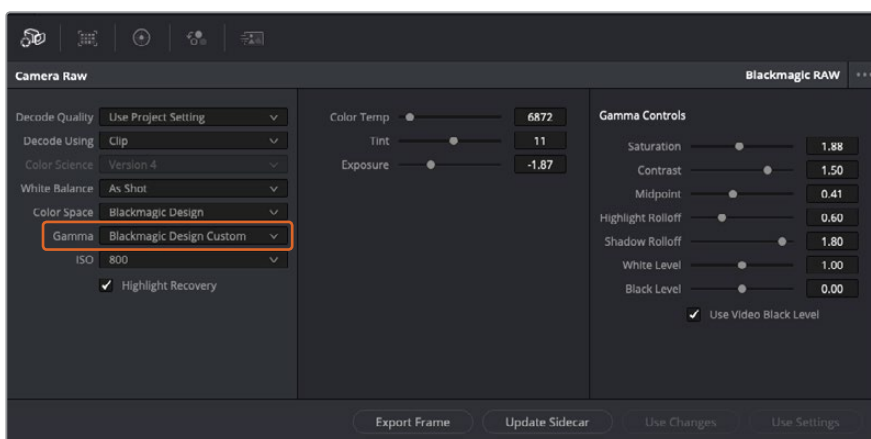 Camera Raw
Blackmagic RAW
Decode Quality Use Project Setting
Decode Using Clip
Color Science Version 4
White Balance As Shot
Color Space Blackmagic Design
Gamma Blackmagic Design Custom
ISO 800
Highlight Recovery
Color Temp 6872
Tint 11
Exposure -1.87
Gamma Controls
Saturation 1.88
Contrast 1.50
Midpoint 0.41
Highlight Rolloff 0.60
Shadow Rolloff 1.80
White Level 1.00
Black Level 0.00
Use Video Black Level
Export Frame
Update Sidecar
Use Changes
Use Settings